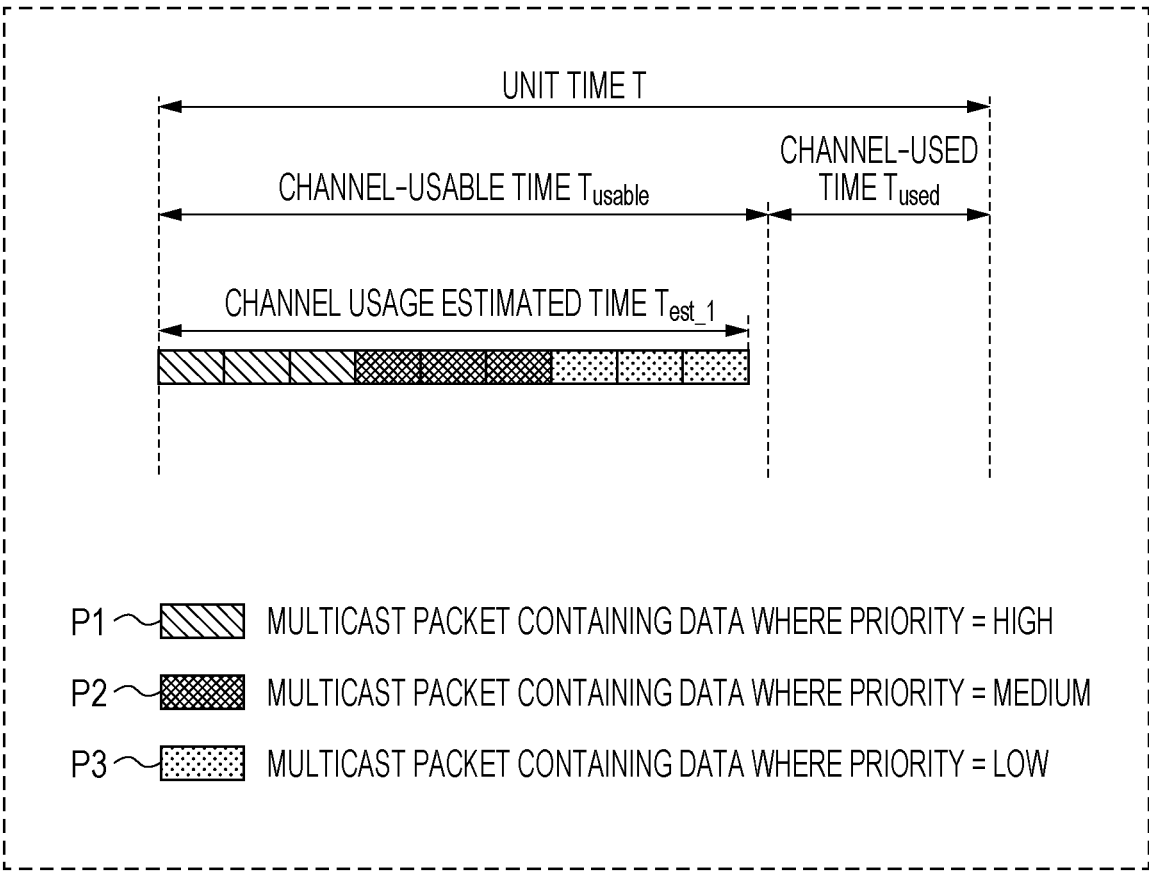 UNIT TIME T
CHANNEL-USED
TIME Tused
CHANNEL-USABLE TIME Tusable
CHANNEL USAGE ESTIMATED TIME Test_1
P1 MULTICAST PACKET CONTAINING DATA WHERE PRIORITY = HIGH
P2 MULTICAST PACKET CONTAINING DATA WHERE PRIORITY = MEDIUM
P3 MULTICAST PACKET CONTAINING DATA WHERE PRIORITY = LOW